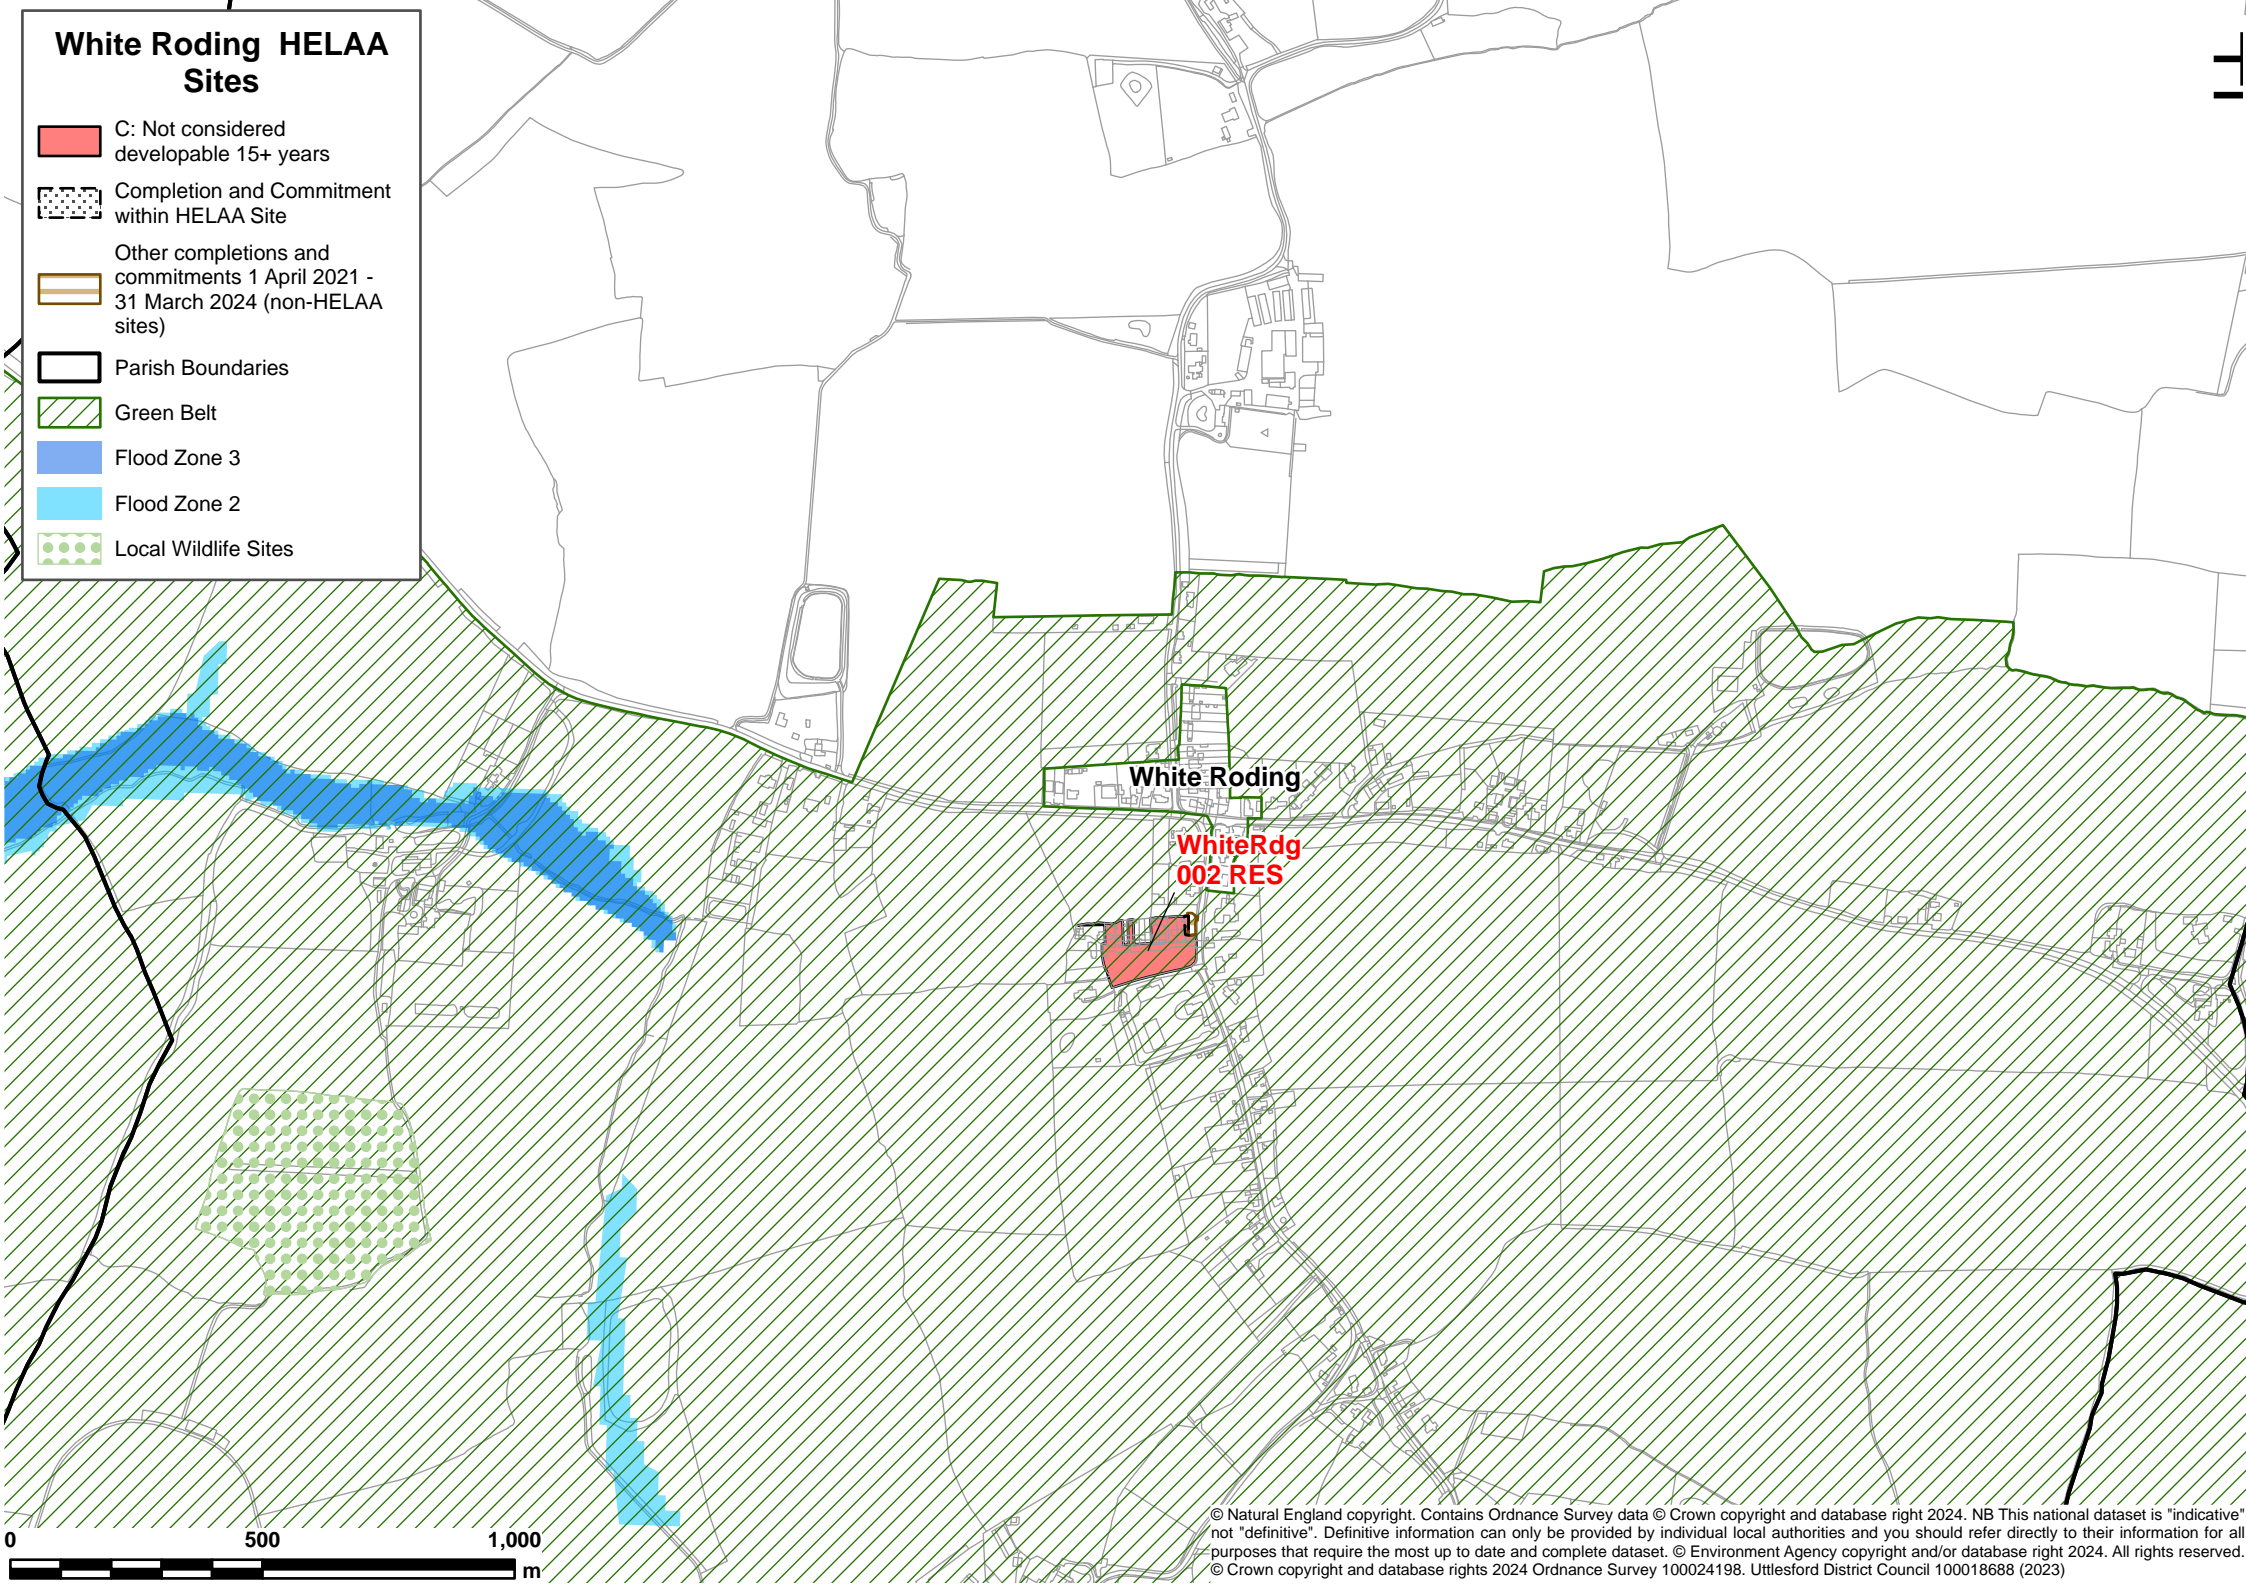 White Roding HELAA
Sites
C: Not considered
developable 15+ years
Completion and Commitment
within HELAA Site
Other completions and
commitments 1 April 2021 -
31 March 2024 (non-HELAA
sites)
Parish Boundaries
Green Belt
Flood Zone 3
Flood Zone 2
Local Wildlife Sites
White Roding
WhiteRdg
002 RES
0 500 1,000
m
© Natural England copyright. Contains Ordnance Survey data © Crown copyright and database right 2024. NB This national dataset is "indicative"
not "definitive". Definitive information can only be provided by individual local authorities and you should refer directly to their information for all
purposes that require the most up to date and complete dataset. © Environment Agency copyright and/or database right 2024. All rights reserved.
© Crown copyright and database rights 2024 Ordnance Survey 100024198. Uttlesford District Council 100018688 (2023)